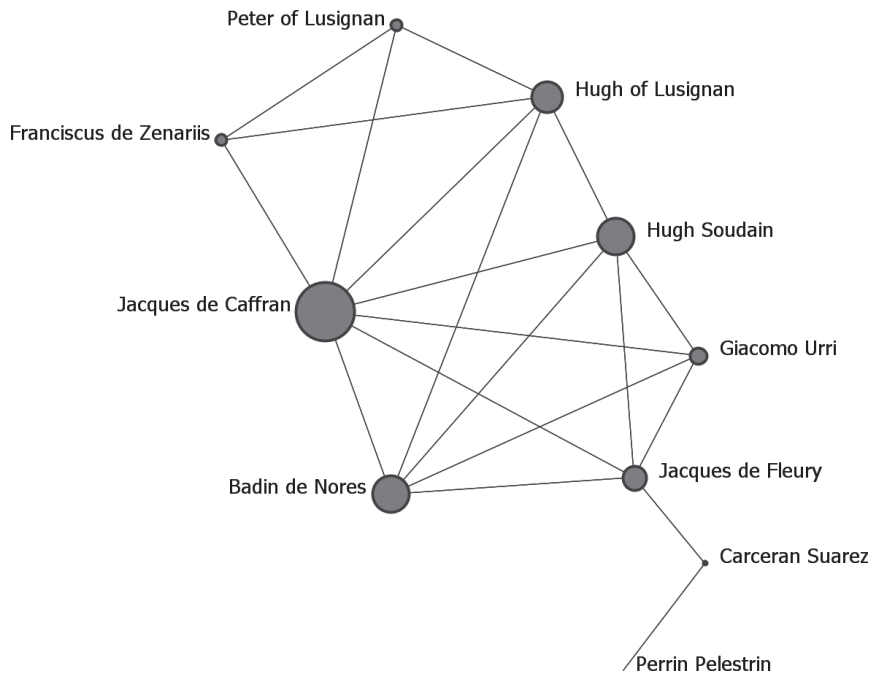 Peter of Lusignan
Hugh of Lusignan
Franciscus de Zenariis
Hugh Soudain
Jacques de Caffran
Giacomo Urri
Jacques de Fleury
Badin de Nores
Carceran Suarez
Perrin Pelestrin